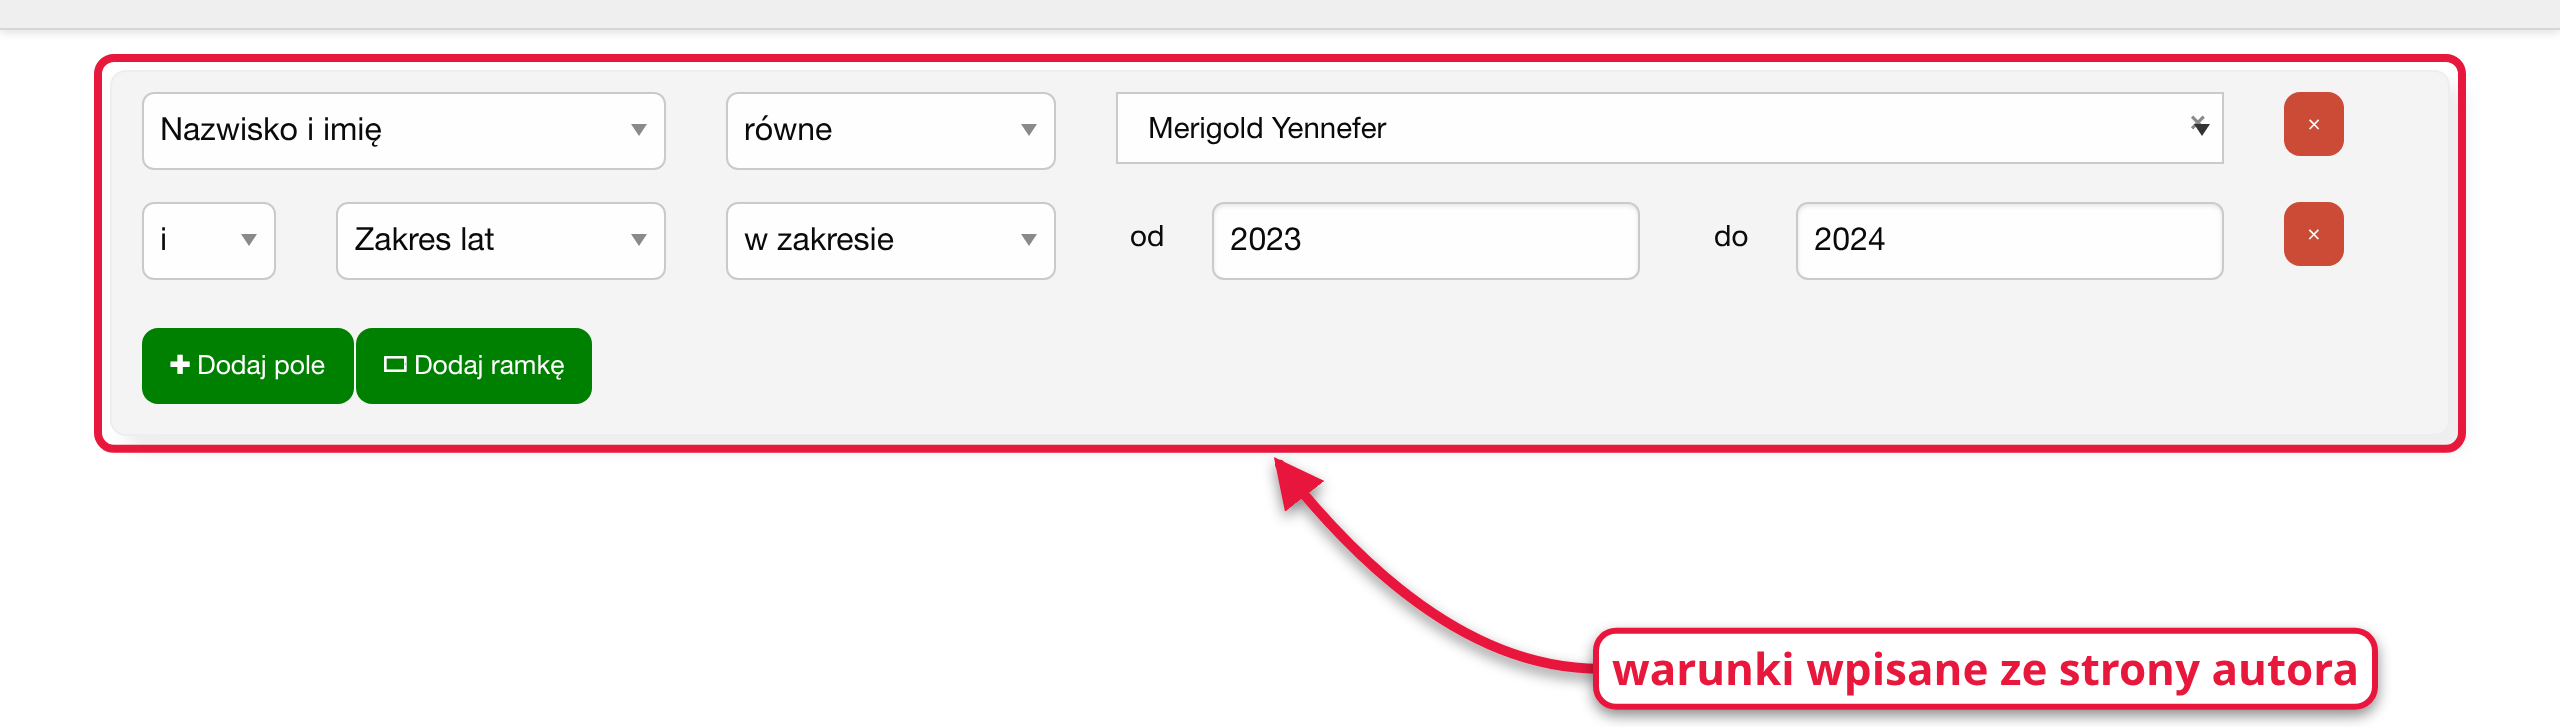 Nazwisko i imię równe Merigold Yennefer
i Zakres lat w zakresie od 2023 do 2024
Dodaj pole Dodaj ramkę
warunki wpisane ze strony autora